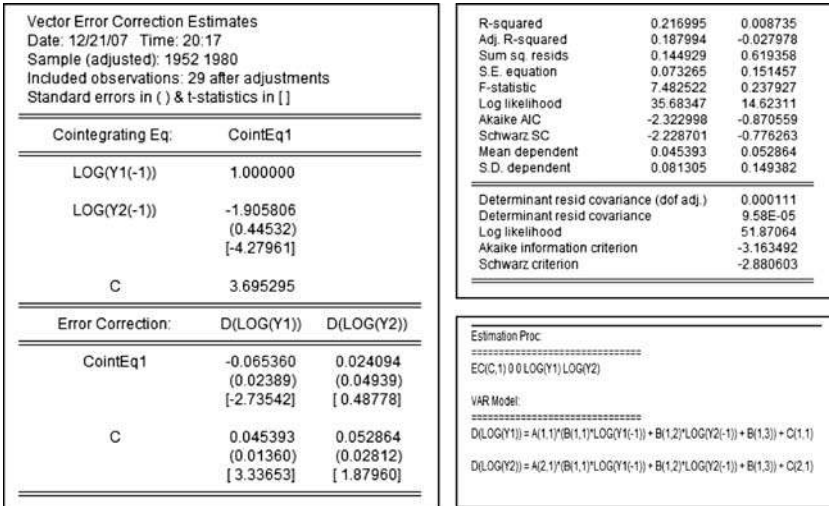 Vector Error Correction Estimates
Date: 12/21/07 Time: 20:17
Sample (adjusted): 1952 1980
Included observations: 29 after adjustments
Standard errors in ( ) & t-statistics in [ ]
Cointegrating Eq: CointEq1
LOG(Y1(-1)) 1.000000
LOG(Y2(-1)) -1.905806
(0.44532)
[-4.27961]
C 3.695295
Error Correction: D(LOG(Y1)) D(LOG(Y2))
CointEq1 -0.065360 0.024094
(0.02389) (0.04939)
[-2.73542] [ 0.48778]
C 0.045393 0.052864
(0.01360) (0.02812)
[ 3.33653] [ 1.87960]
R-squared 0.216995 0.008735
Adj. R-squared 0.187994 -0.027978
Sum sq. resids 0.144929 0.619358
S.E. equation 0.073265 0.151457
F-statistic 7.482522 0.237927
Log likelihood 35.68347 14.62311
Akaike AIC -2.322998 -0.870559
Schwarz SC -2.228701 -0.776263
Mean dependent 0.045393 0.052864
S.D. dependent 0.081305 0.149382
Determinant resid covariance (dof adj.) 0.000111
Determinant resid covariance 9.58E-05
Log likelihood 51.87064
Akaike information criterion -3.163492
Schwarz criterion -2.880603
Estimation Proc:
===============================
EC(C,1) 0 0 LOG(Y1) LOG(Y2)
VAR Model:
===============================
D(LOG(Y1)) = A(1,1)*(B(1,1)*LOG(Y1(-1)) + B(1,2)*LOG(Y2(-1)) + B(1,3)) + C(1,1)
D(LOG(Y2)) = A(2,1)*(B(1,1)*LOG(Y1(-1)) + B(1,2)*LOG(Y2(-1)) + B(1,3)) + C(2,1)